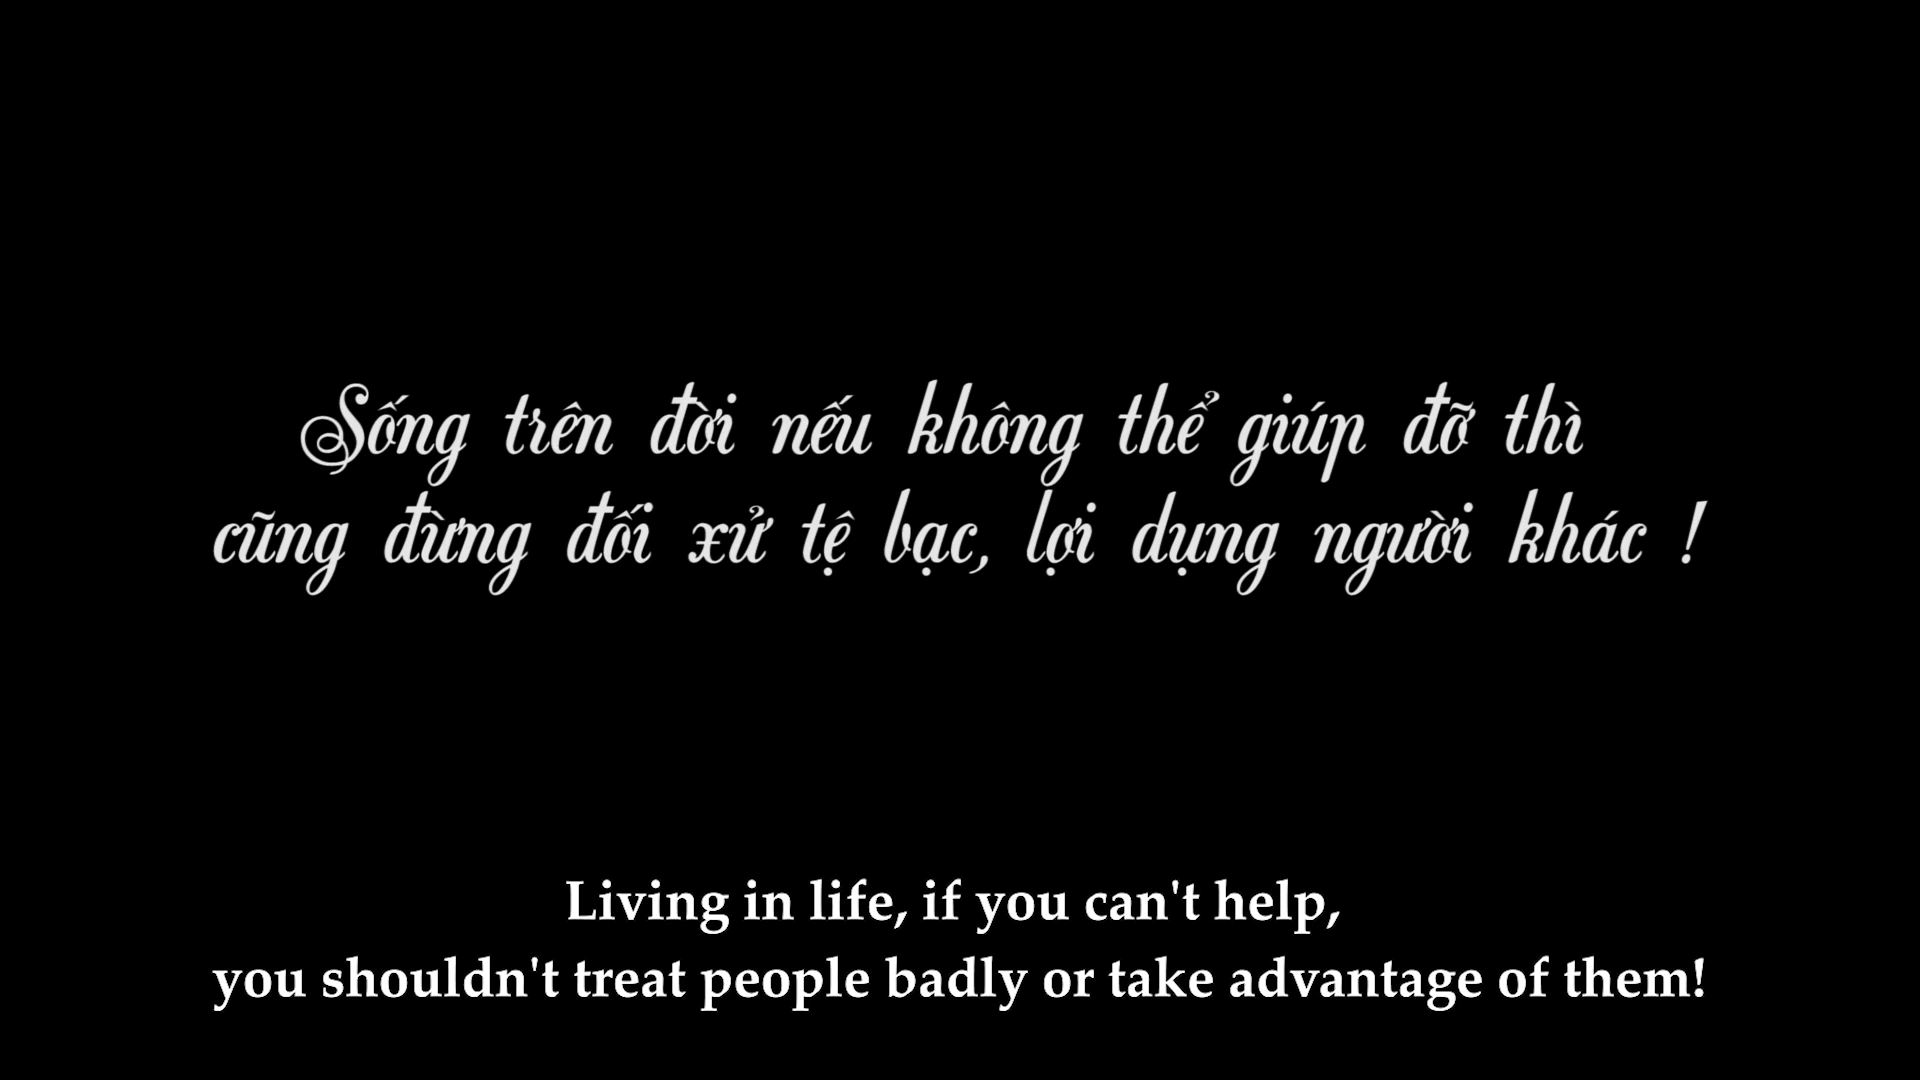 Sống trên đời nếu không thể giúp đỡ thì
cũng đừng đối xử tệ bạc, lợi dụng người khác !
Living in life, if you can't help,
you shouldn't treat people badly or take advantage of them!